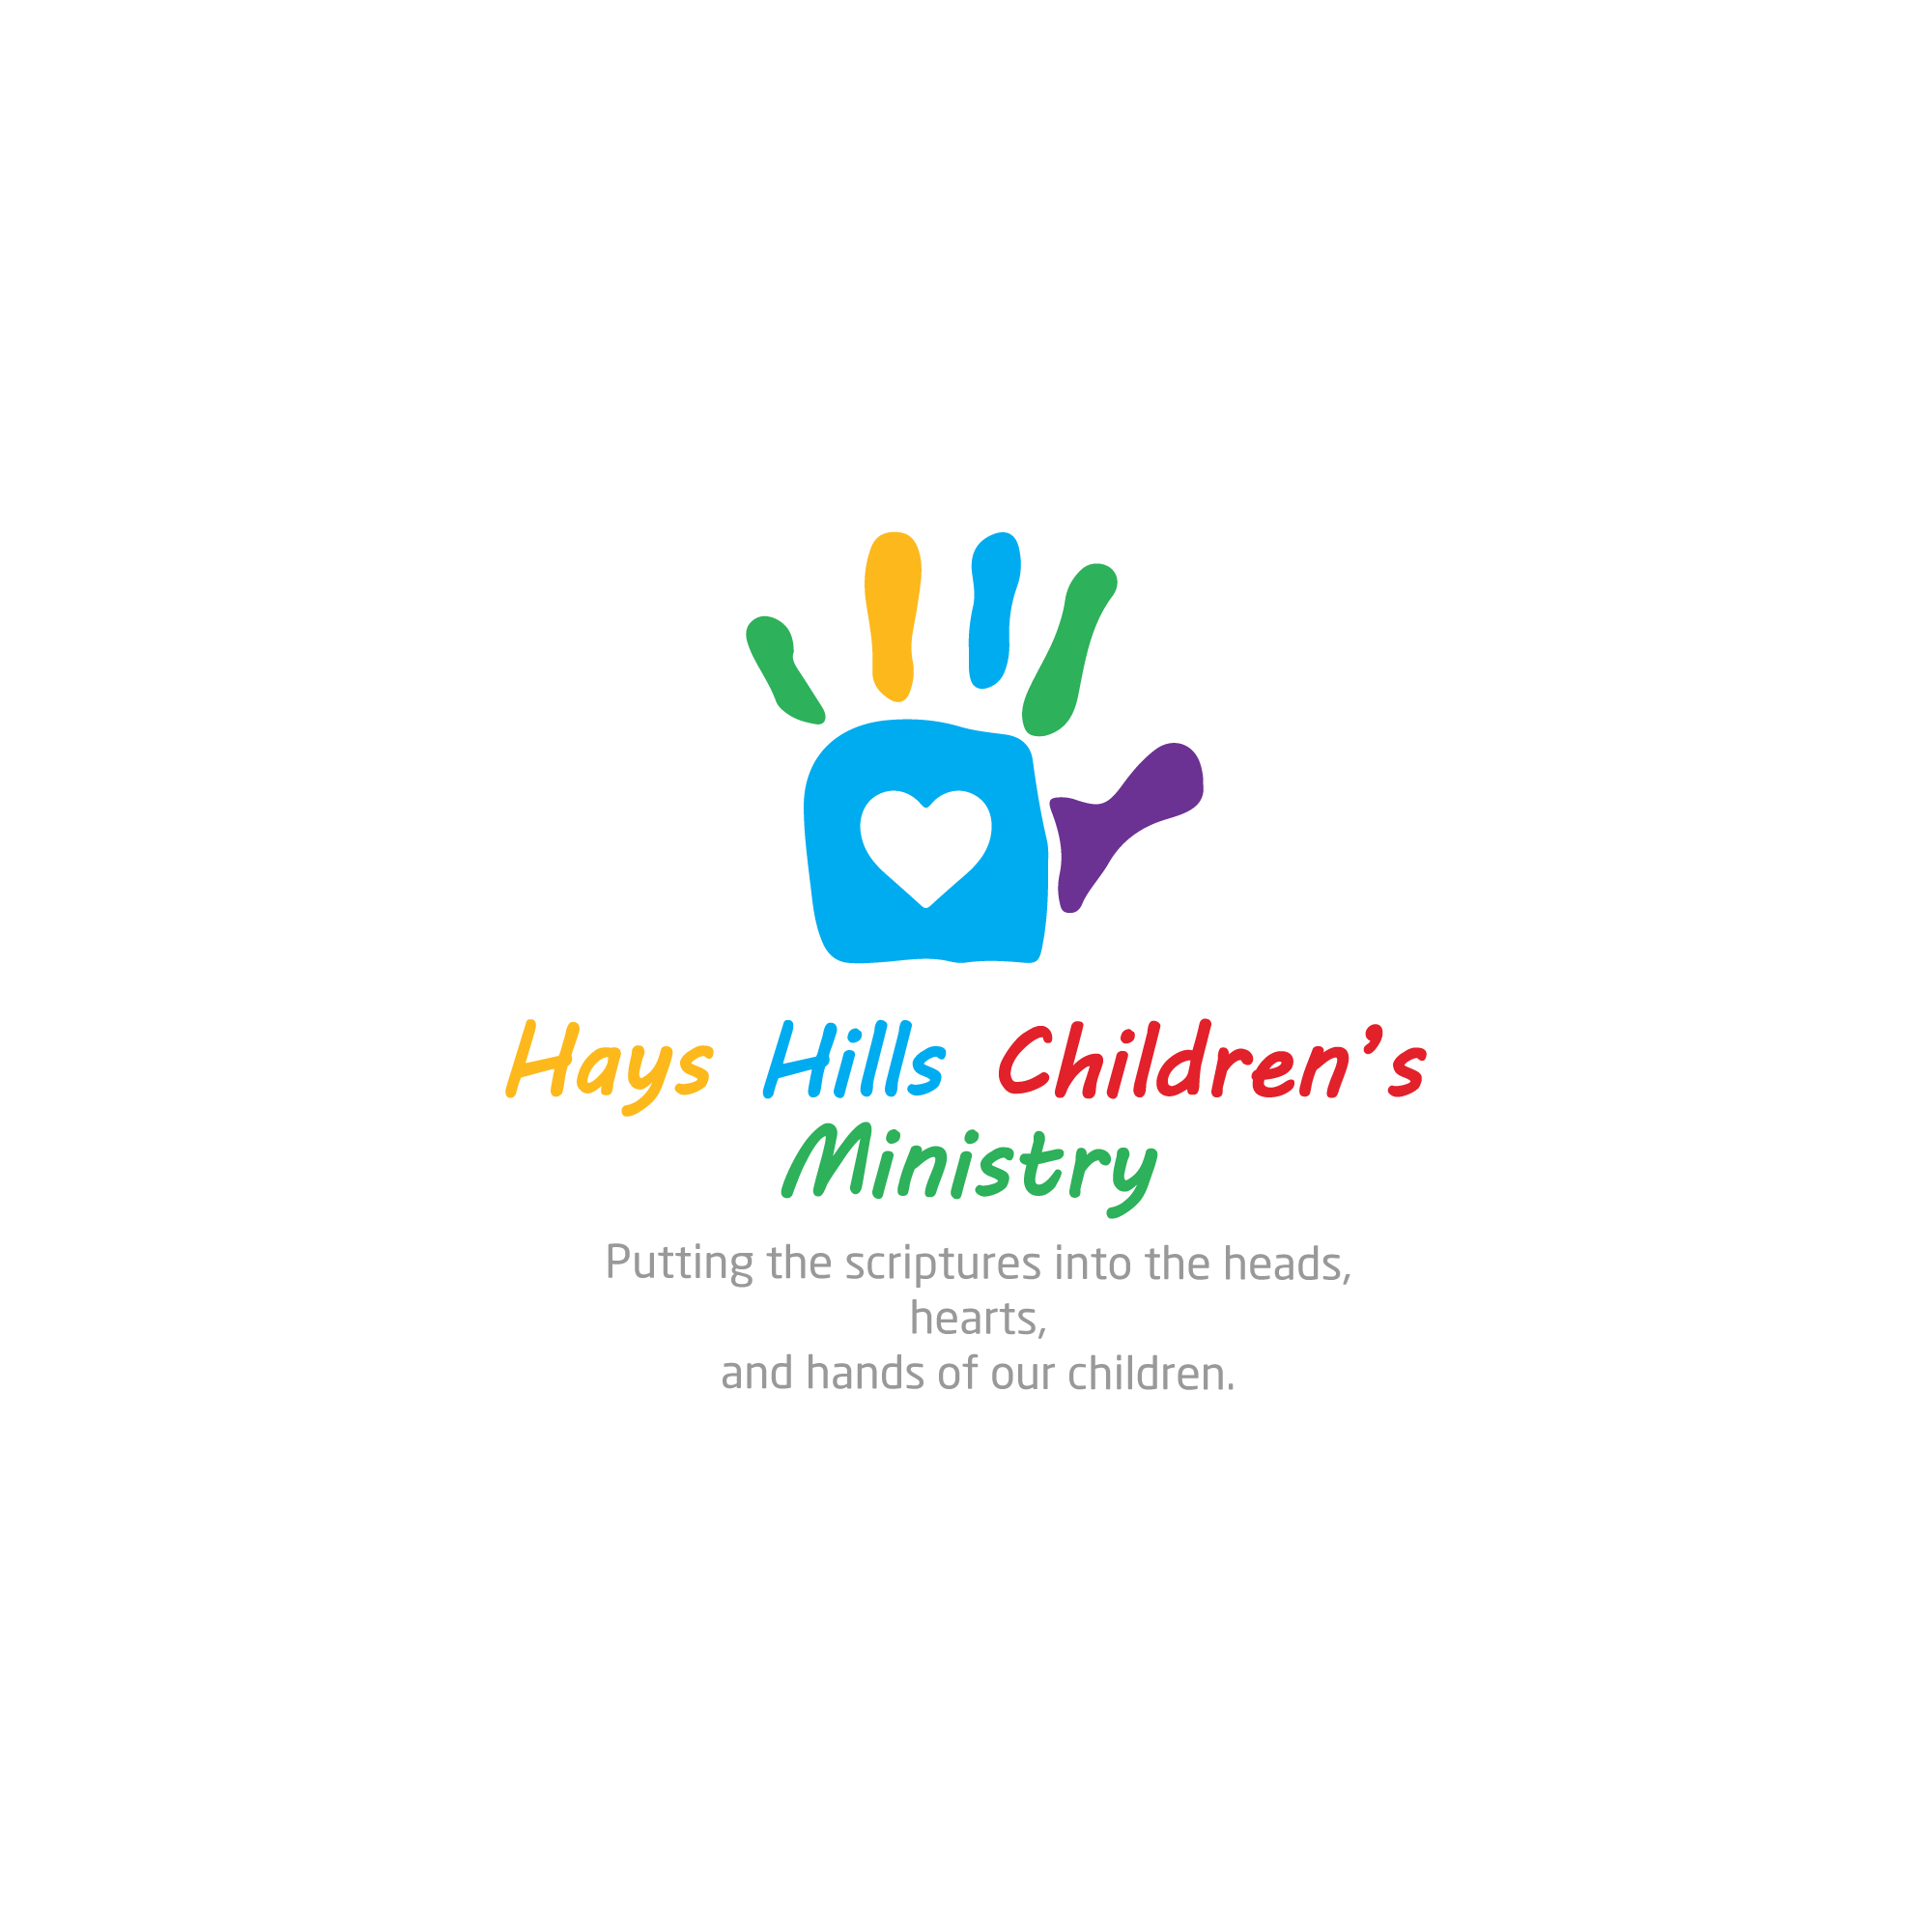 Hays Hills Children’s
Ministry
Putting the scriptures into the heads,
hearts,
and hands of our children.